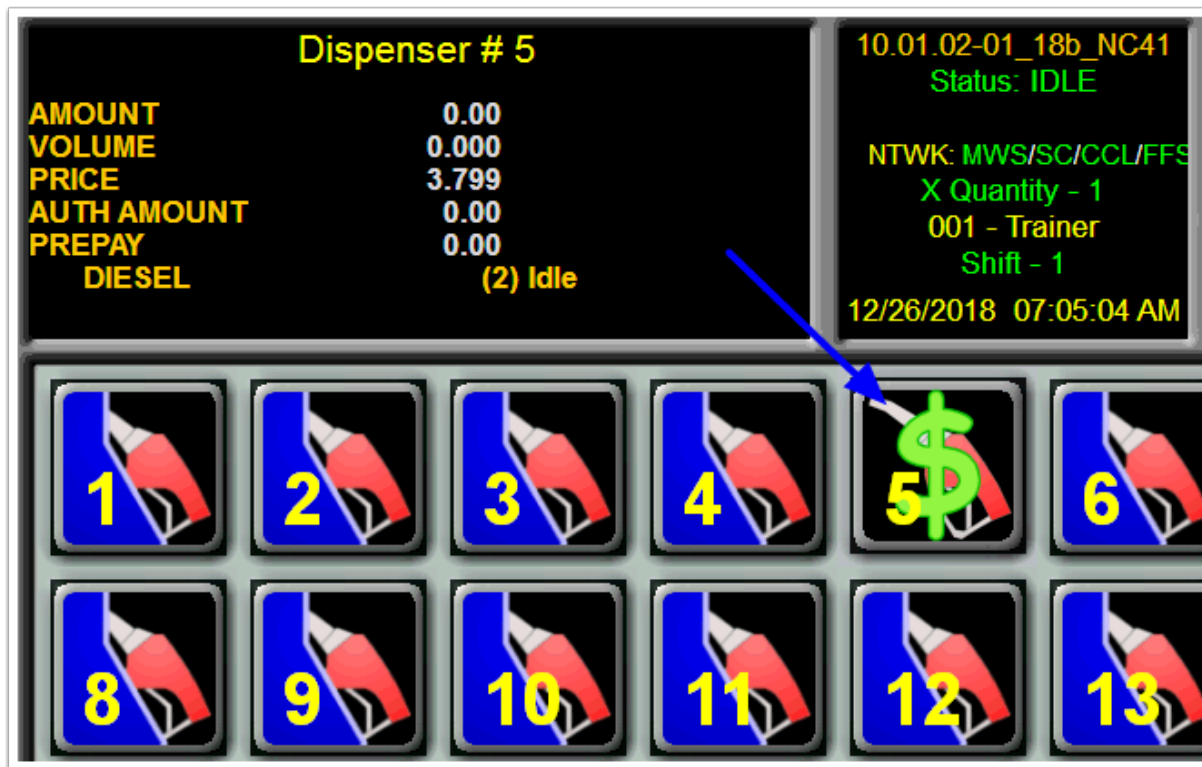 Dispenser # 5
AMOUNT 0.00
VOLUME 0.000
PRICE 3.799
AUTH AMOUNT 0.00
PREPAY 0.00
DIESEL (2) Idle
10.01.02-01_18b_NC41
Status: IDLE
NTWK: MWS/SC/CCL/FFS
X Quantity - 1
001 - Trainer
Shift - 1
12/26/2018 07:05:04 AM
1 2 3 4 5 $ 6
8 9 10 11 12 13